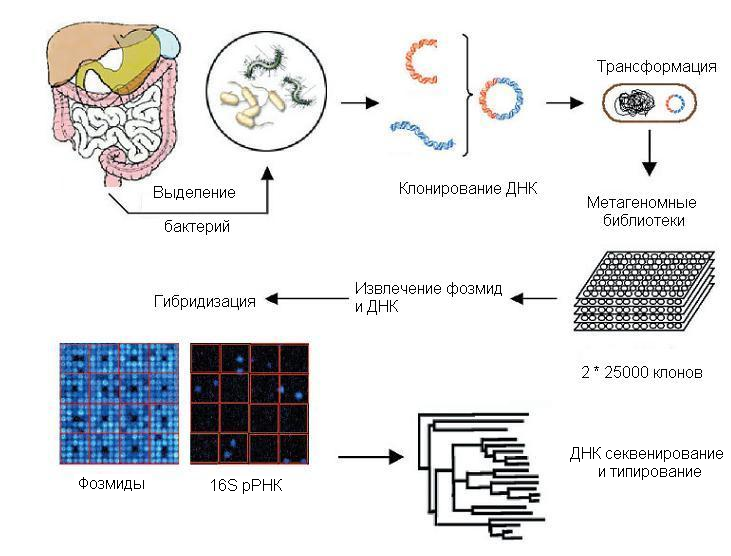 Трансформация
Выделение
бактерий
Клонирование ДНК
Метагеномные
библиотеки
Извлечение фозмид
и ДНК
Гибридизация
2 * 25000 клонов
Фозмиды
16S рРНК
ДНК секвенирование
и типирование